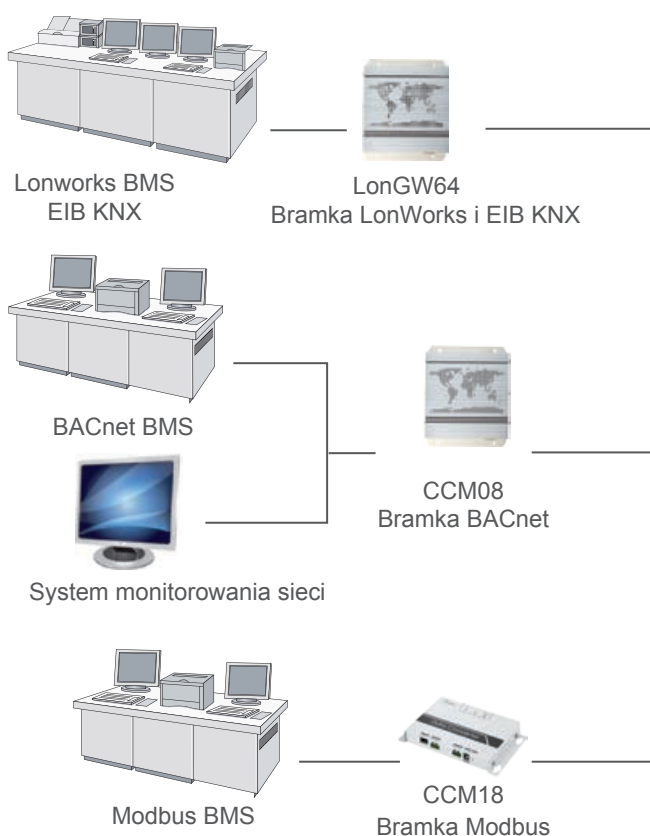 Lonworks BMS
EIB KNX
LonGW64
Bramka LonWorks i EIB KNX
BACnet BMS
CCM08
Bramka BACnet
System monitorowania sieci
Modbus BMS
CCM18
Bramka Modbus